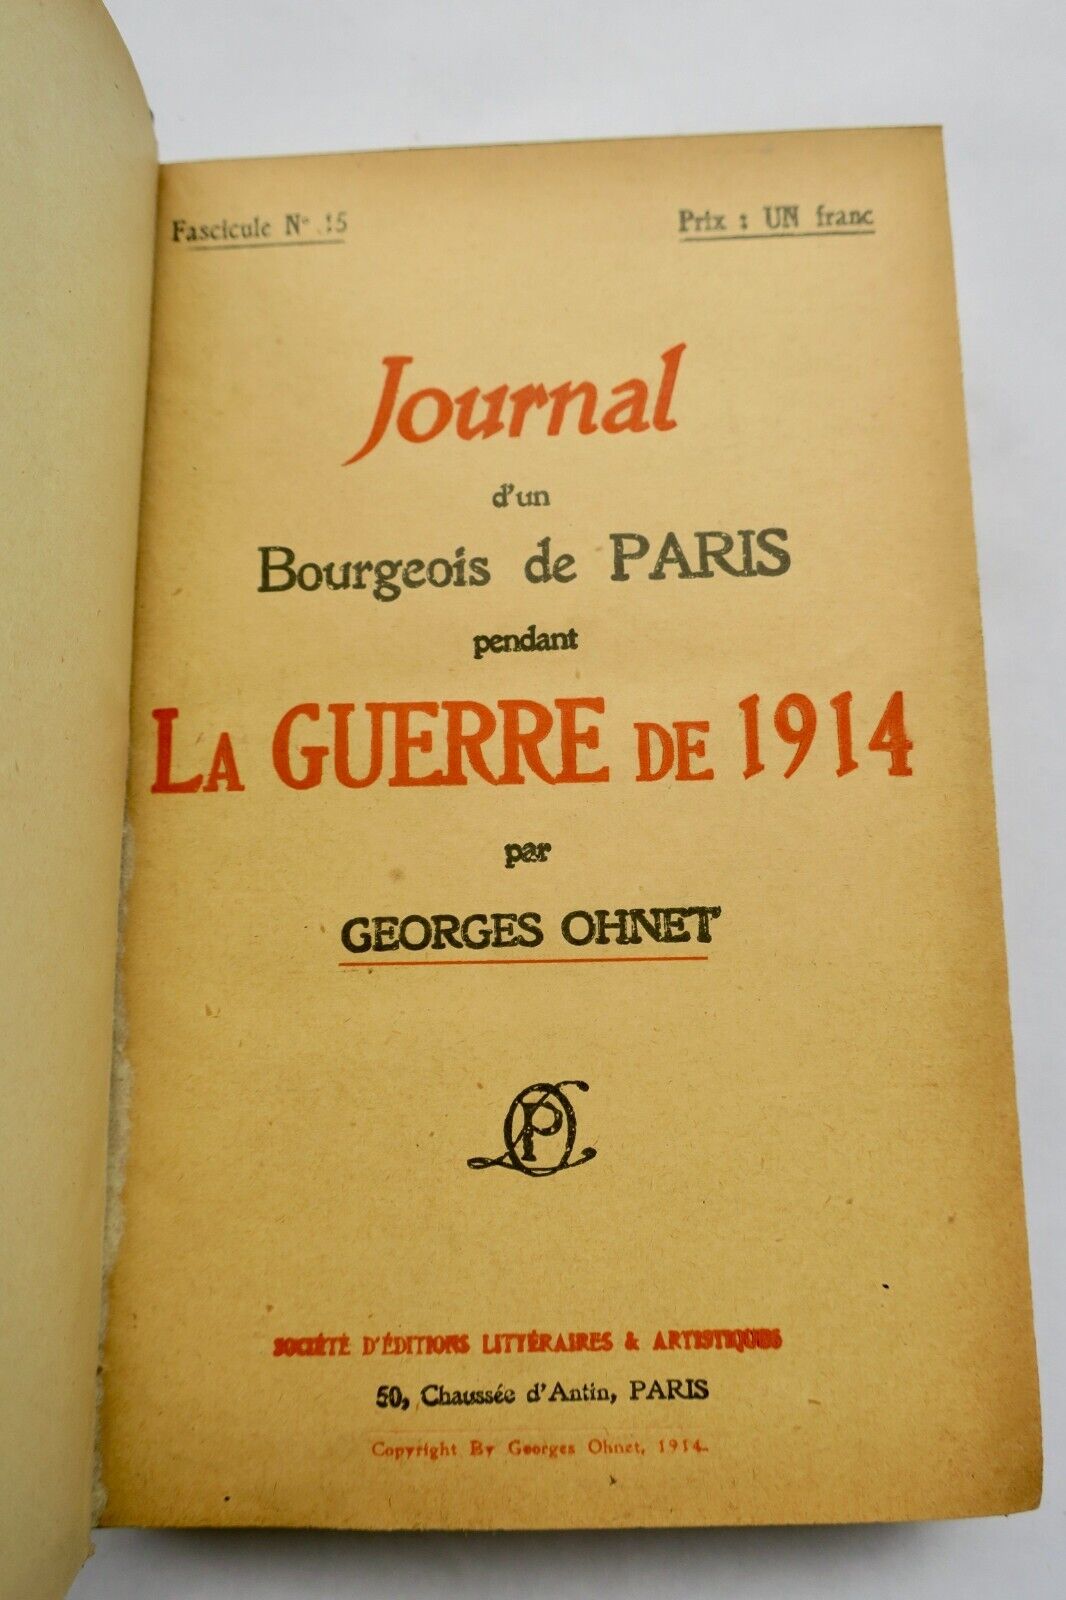 Fascicule N° 15
Prix : UN franc
Journal
d'un
Bourgeois de PARIS
pendant
LA GUERRE DE 1914
par
GEORGES OHNET
SOCIÉTÉ D'ÉDITIONS LITTÉRAIRES & ARTISTIQUES
50, Chaussée d'Antin, PARIS
Copyright By Georges Ohnet, 1914.